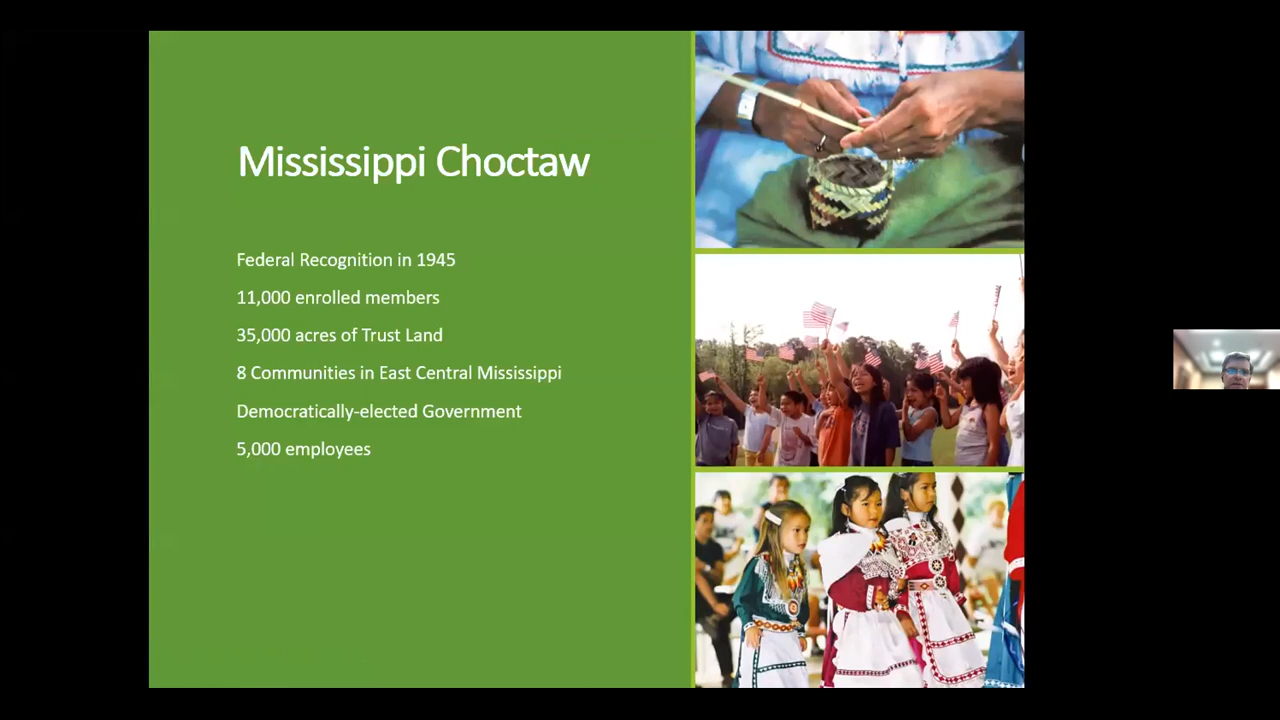 Mississippi Choctaw
Federal Recognition in 1945
11,000 enrolled members
35,000 acres of Trust Land
8 Communities in East Central Mississippi
Democratically-elected Government
5,000 employees